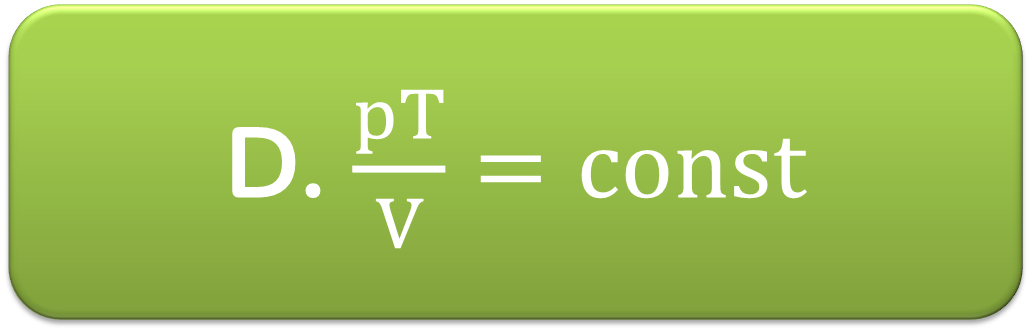 D. pT/V = const